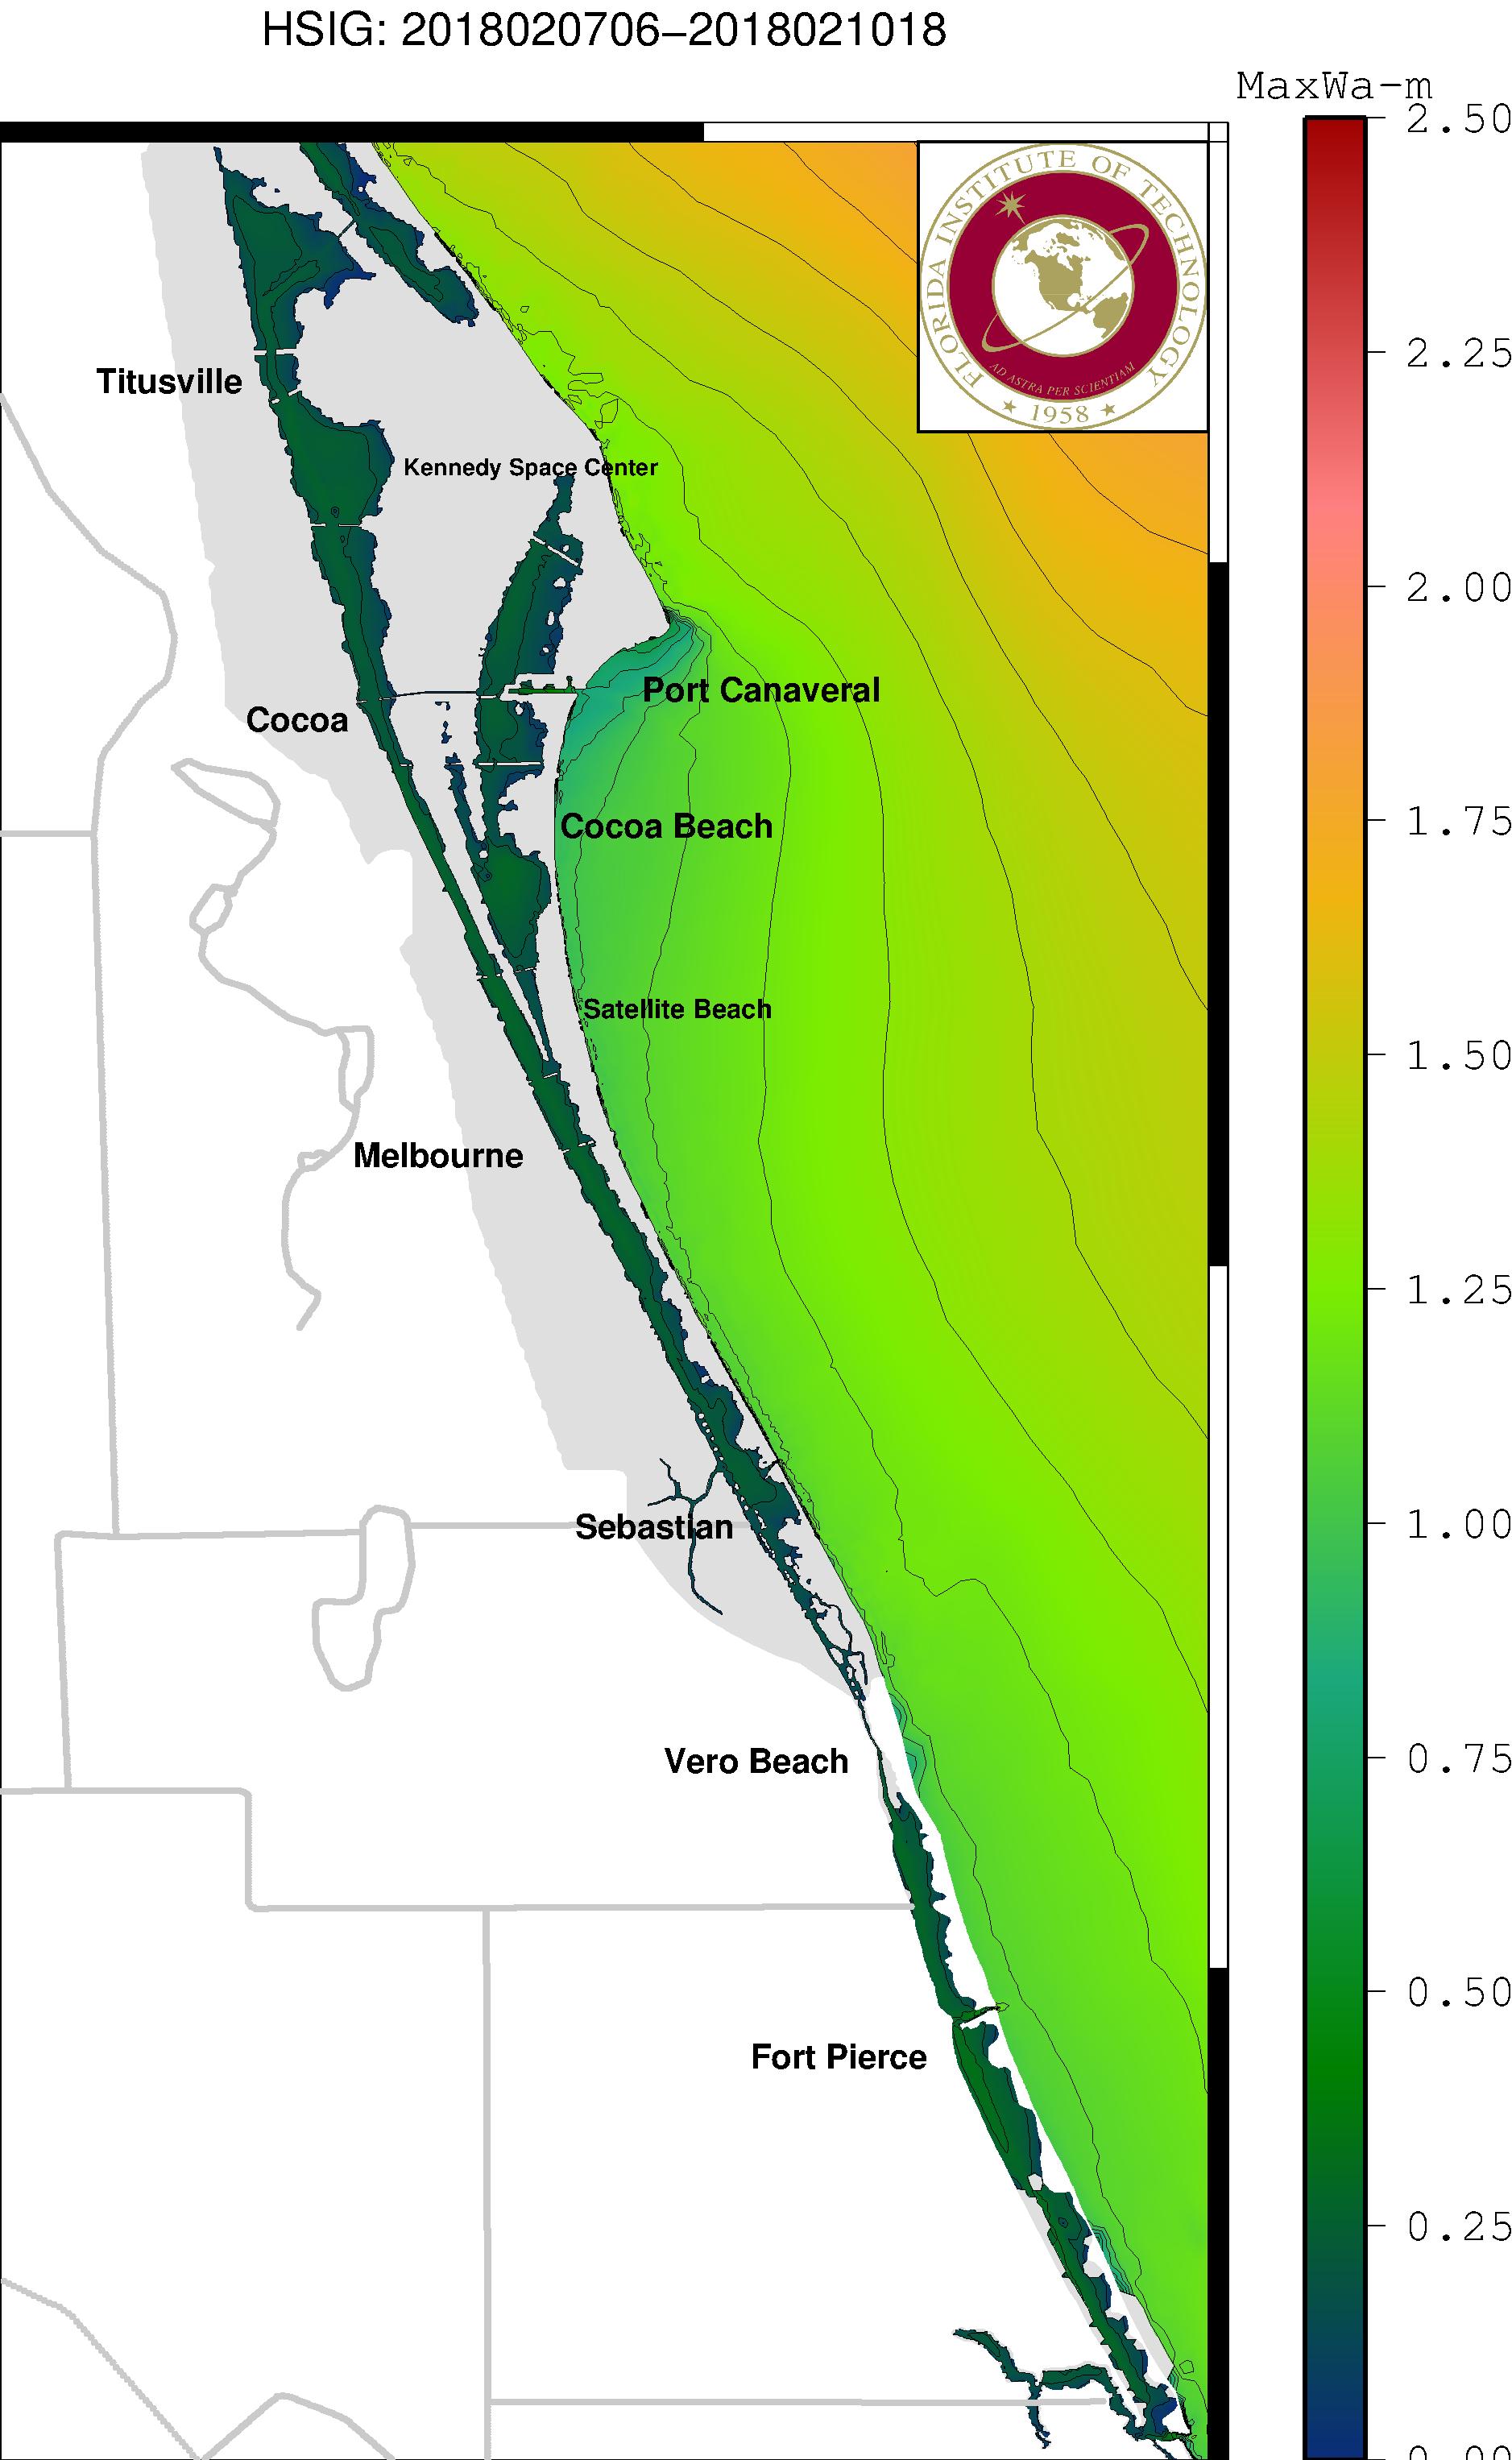 HSIG: 2018020706–2018021018
MaxWa-m
2.50
2.25
2.00
1.75
1.50
1.25
1.00
0.75
0.50
0.25
0.00
FLORIDA INSTITUTE OF TECHNOLOGY
AD ASTRA PER SCIENTIAM
★ 1958 ★
Titusville
Kennedy Space Center
Port Canaveral
Cocoa
Cocoa Beach
Satellite Beach
Melbourne
Sebastian
Vero Beach
Fort Pierce